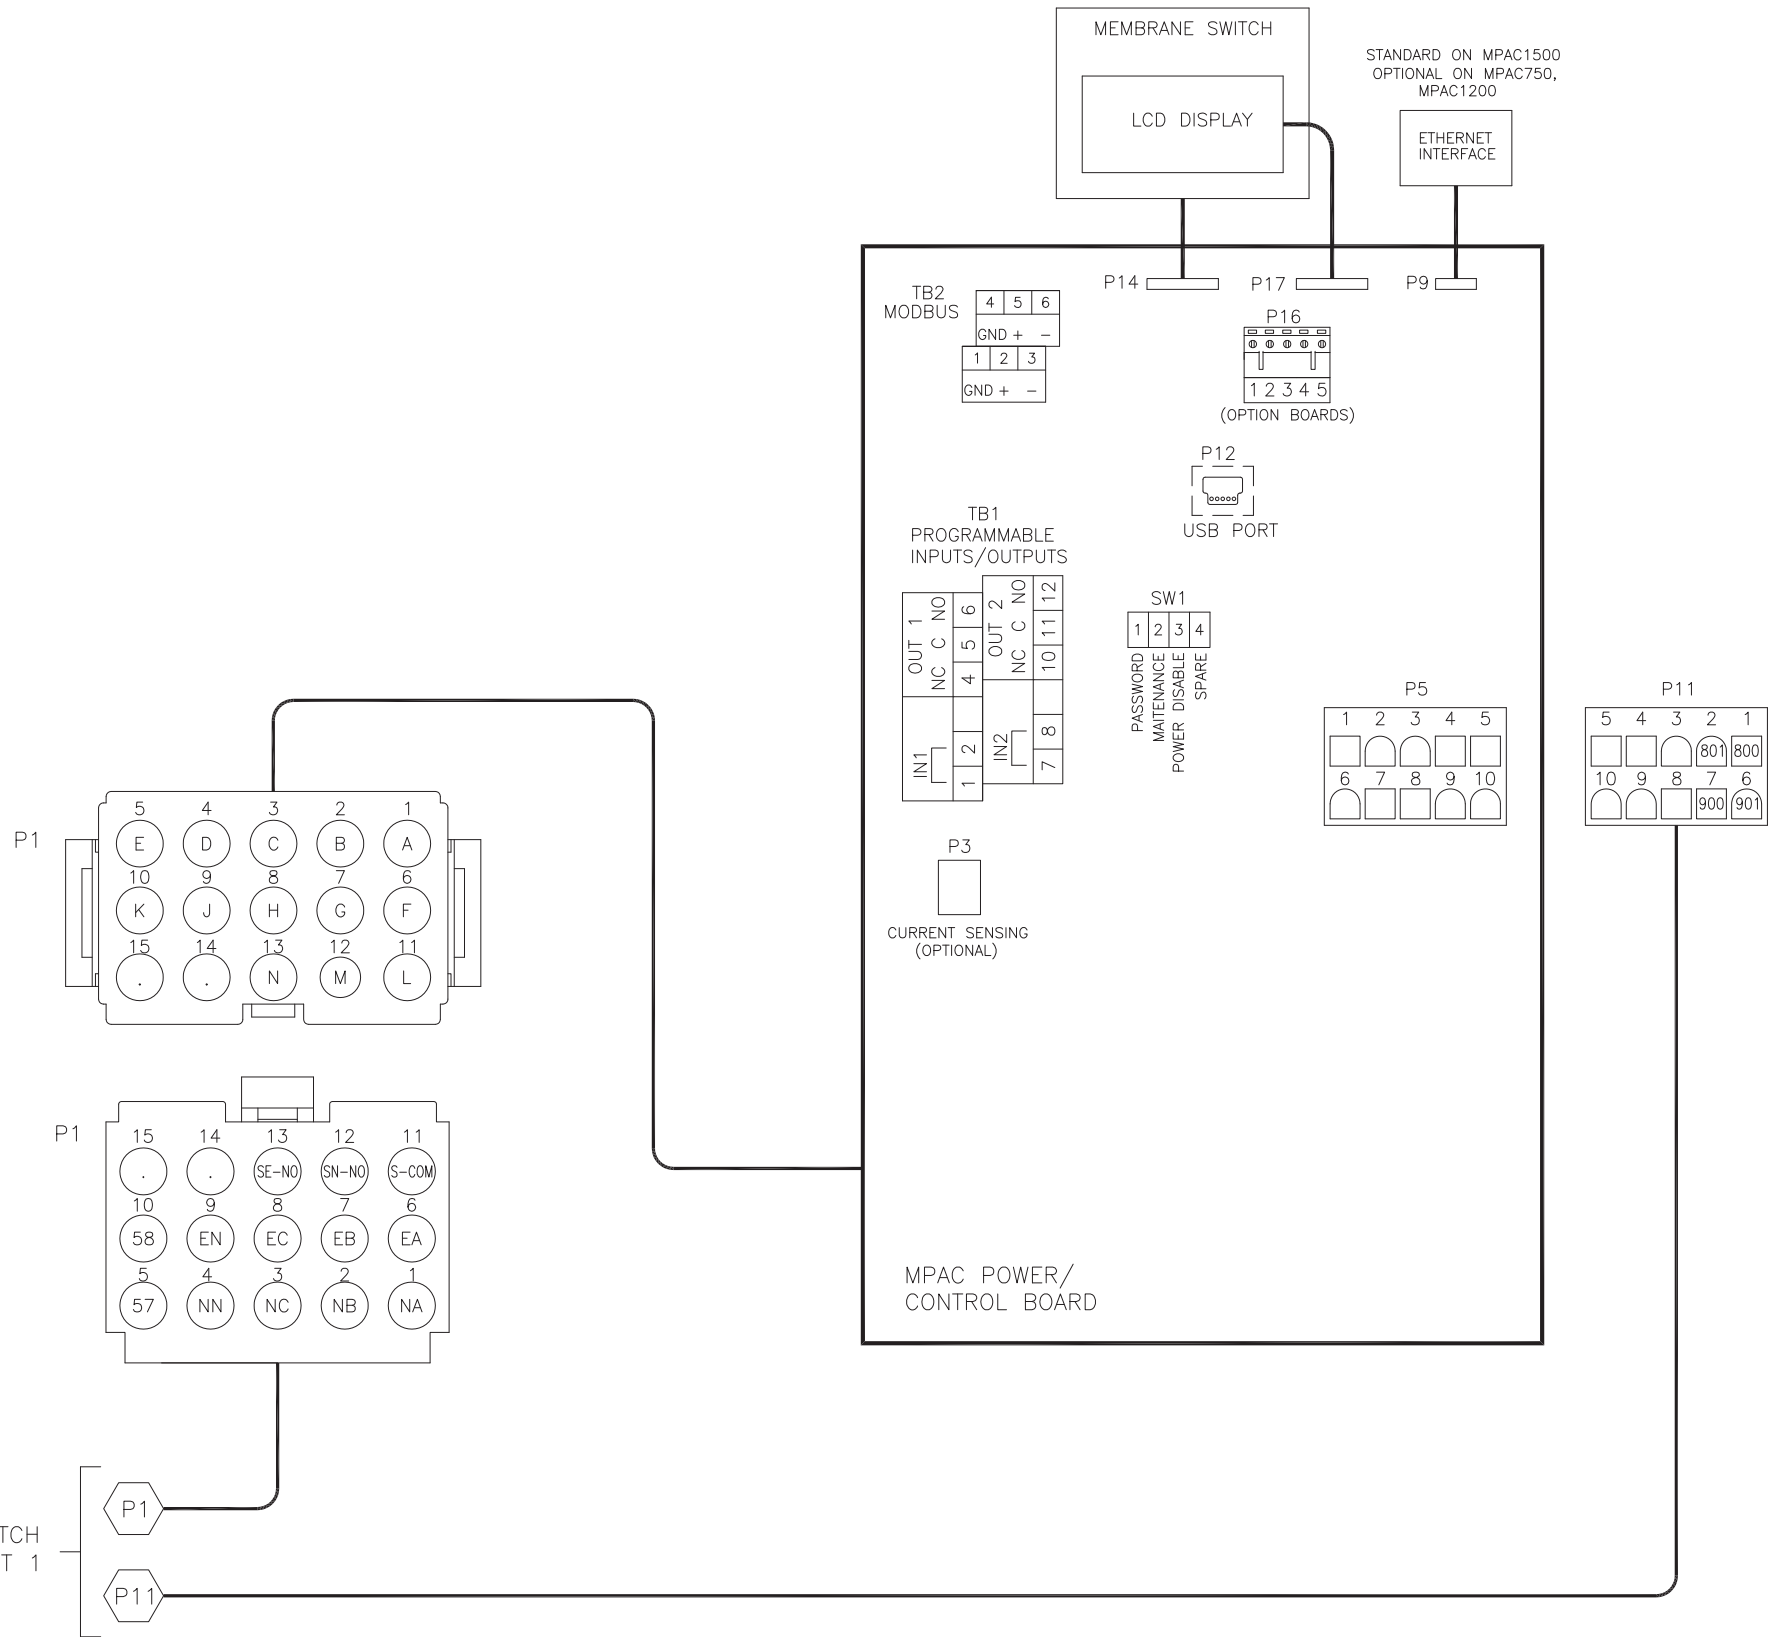 MEMBRANE SWITCH
LCD DISPLAY
STANDARD ON MPAC1500
OPTIONAL ON MPAC750,
MPAC1200
ETHERNET
INTERFACE
P14
P17
P9
TB2
MODBUS
4 5 6
GND + -
1 2 3
GND + -
P16
1 2 3 4 5
(OPTION BOARDS)
P12
USB PORT
TB1
PROGRAMMABLE
INPUTS/OUTPUTS
OUT 1
NC C NO
4 5 6
IN1
1 2
OUT 2
NC C NO
10 11 12
IN2
7 8
SW1
1 2 3 4
PASSWORD
MAITENANCE
POWER DISABLE
SPARE
P5
1 2 3 4 5
6 7 8 9 10
P11
5 4 3 2 1
801 800
10 9 8 7 6
900 901
P3
CURRENT SENSING
(OPTIONAL)
P1
5 4 3 2 1
E D C B A
10 9 8 7 6
K J H G F
15 14 13 12 11
. . N M L
P1
15 14 13 12 11
. . SE-NO SN-NO S-COM
10 9 8 7 6
58 EN EC EB EA
5 4 3 2 1
57 NN NC NB NA
MPAC POWER/
CONTROL BOARD
P1
TCH
T 1
P11